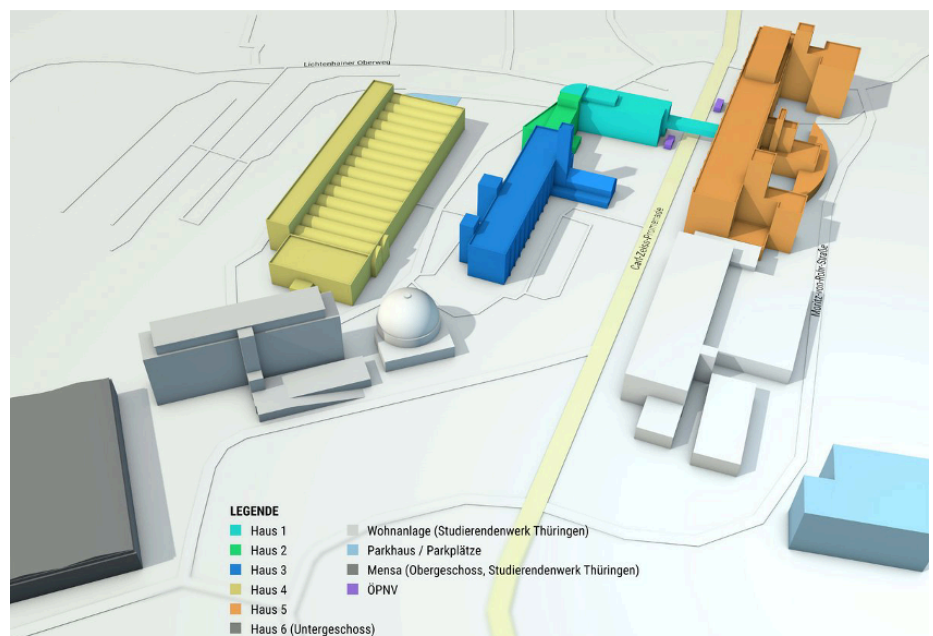 Lichtenhainer Oberweg
Carl-Zeiss-Promenade
Moritz-von-Rohr-Straße
LEGENDE
Haus 1
Haus 2
Haus 3
Haus 4
Haus 5
Haus 6 (Untergeschoss)
Wohnanlage (Studierendenwerk Thüringen)
Parkhaus / Parkplätze
Mensa (Obergeschoss, Studierendenwerk Thüringen)
ÖPNV